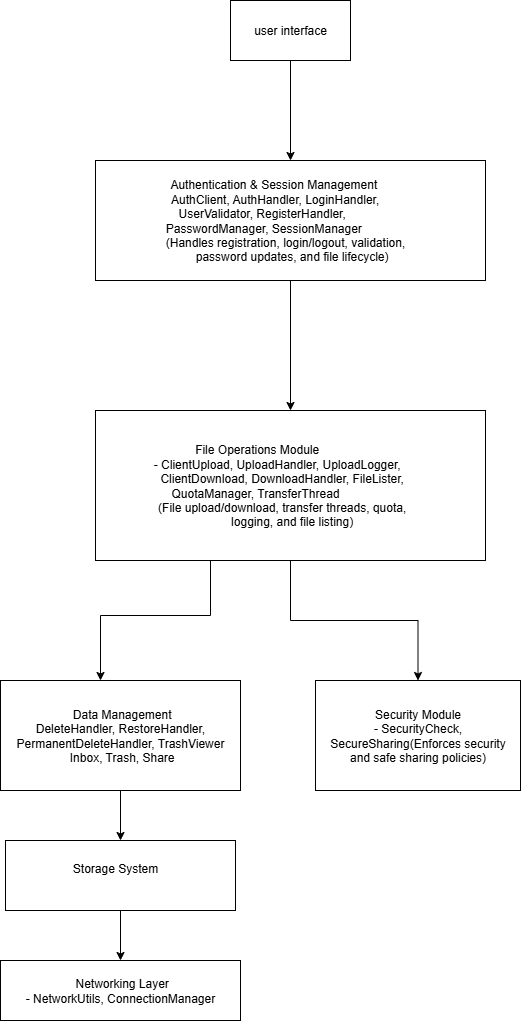 user interface
Authentication & Session Management
AuthClient, AuthHandler, LoginHandler,
UserValidator, RegisterHandler,
PasswordManager, SessionManager
(Handles registration, login/logout, validation,
password updates, and file lifecycle)
File Operations Module
- ClientUpload, UploadHandler, UploadLogger,
ClientDownload, DownloadHandler, FileLister,
QuotaManager, TransferThread
(File upload/download, transfer threads, quota,
logging, and file listing)
Data Management
DeleteHandler, RestoreHandler,
PermanentDeleteHandler, TrashViewer
Inbox, Trash, Share
Security Module
- SecurityCheck,
SecureSharing(Enforces security
and safe sharing policies)
Storage System
Networking Layer
- NetworkUtils, ConnectionManager